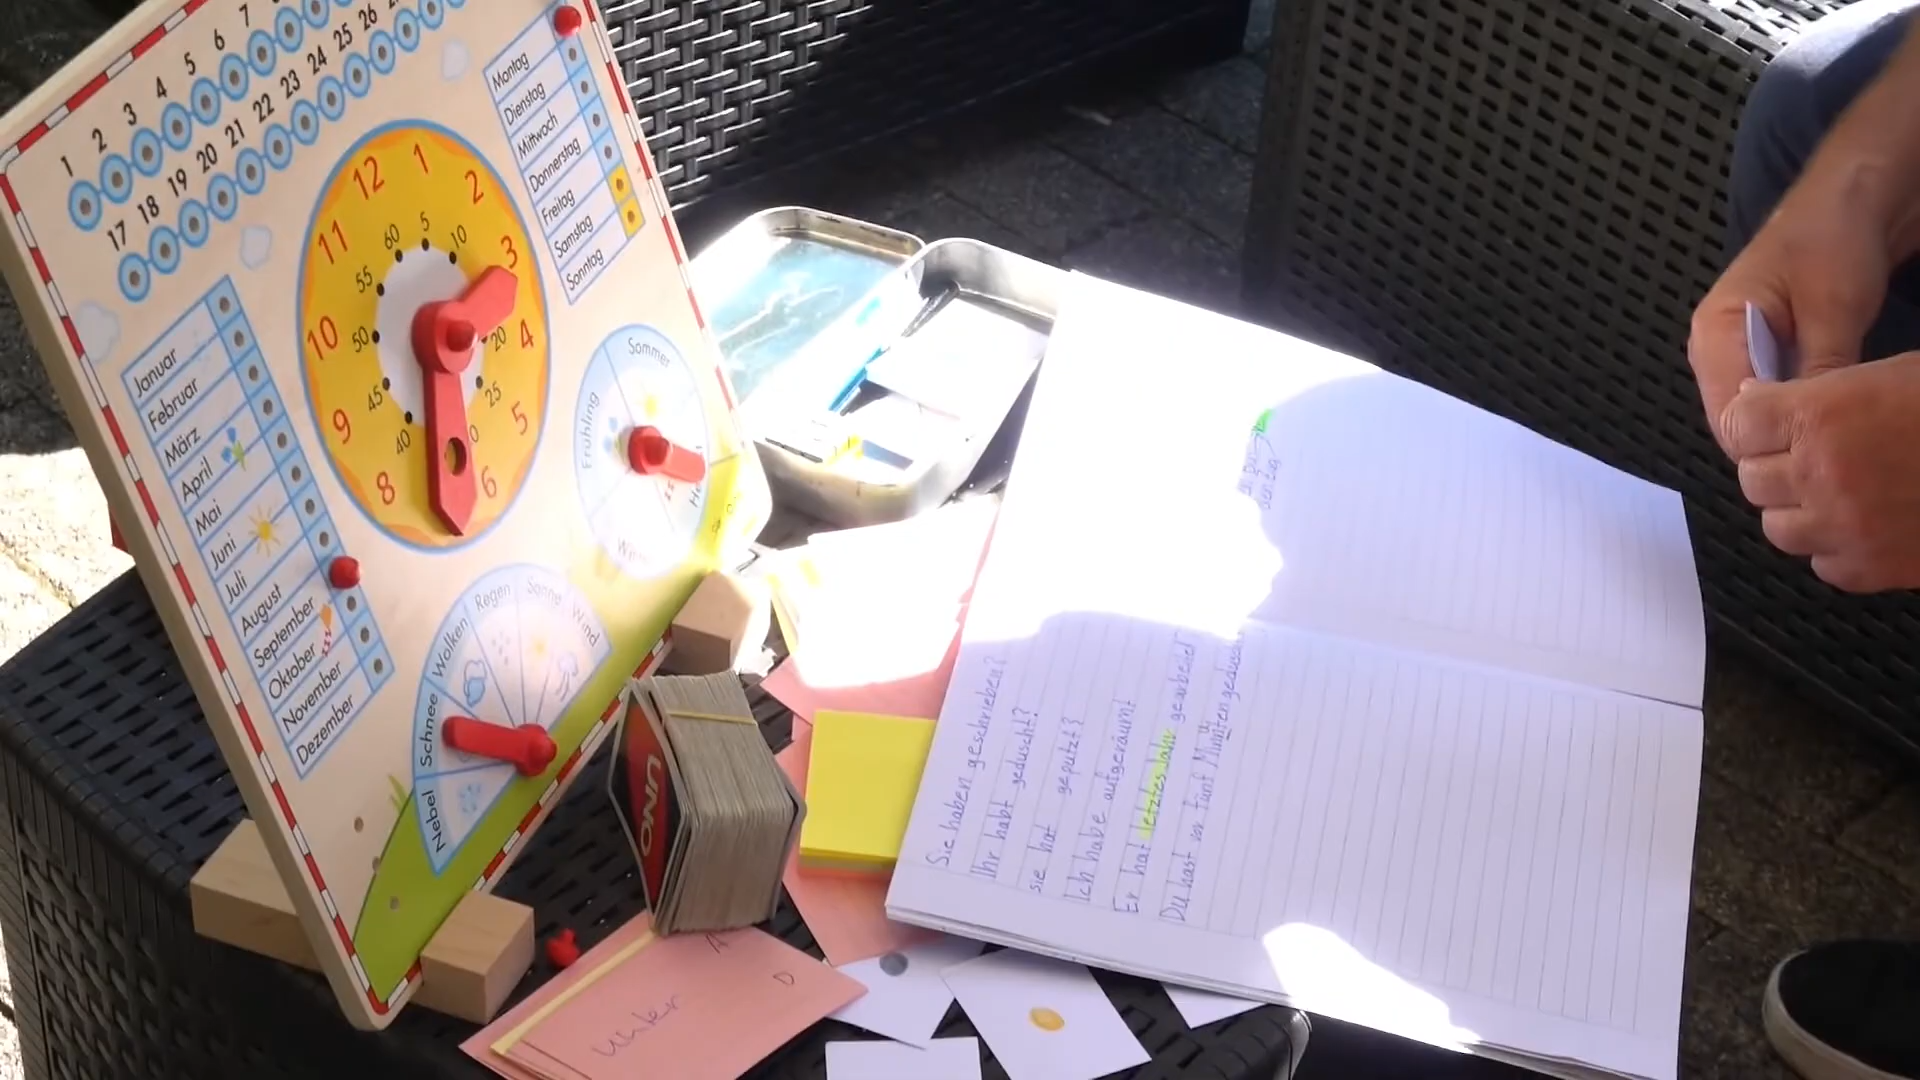 1 2 3 4 5 6 7
17 18 19 20 21 22 23 24 25 26
Montag
Dienstag
Mittwoch
Donnerstag
Freitag
Samstag
Sonntag
12 1 2 3 4 5 6 8 9 10 11
60 5 10 20 25 40 45 50 55
Januar
Februar
März
April
Mai
Juni
Juli
August
September
Oktober
November
Dezember
Frühling
Sommer
Nebel
Schnee
Wolken
Regen
Sonne
Wind
UNO
unter
A
D
Sie haben geschrieben?
Ihr habt geduscht?
sie hat geputzt?
Ich habe aufgeräumt
Er hat letztes Jahr gearbeitet
Du hast vor fünf
den Zug